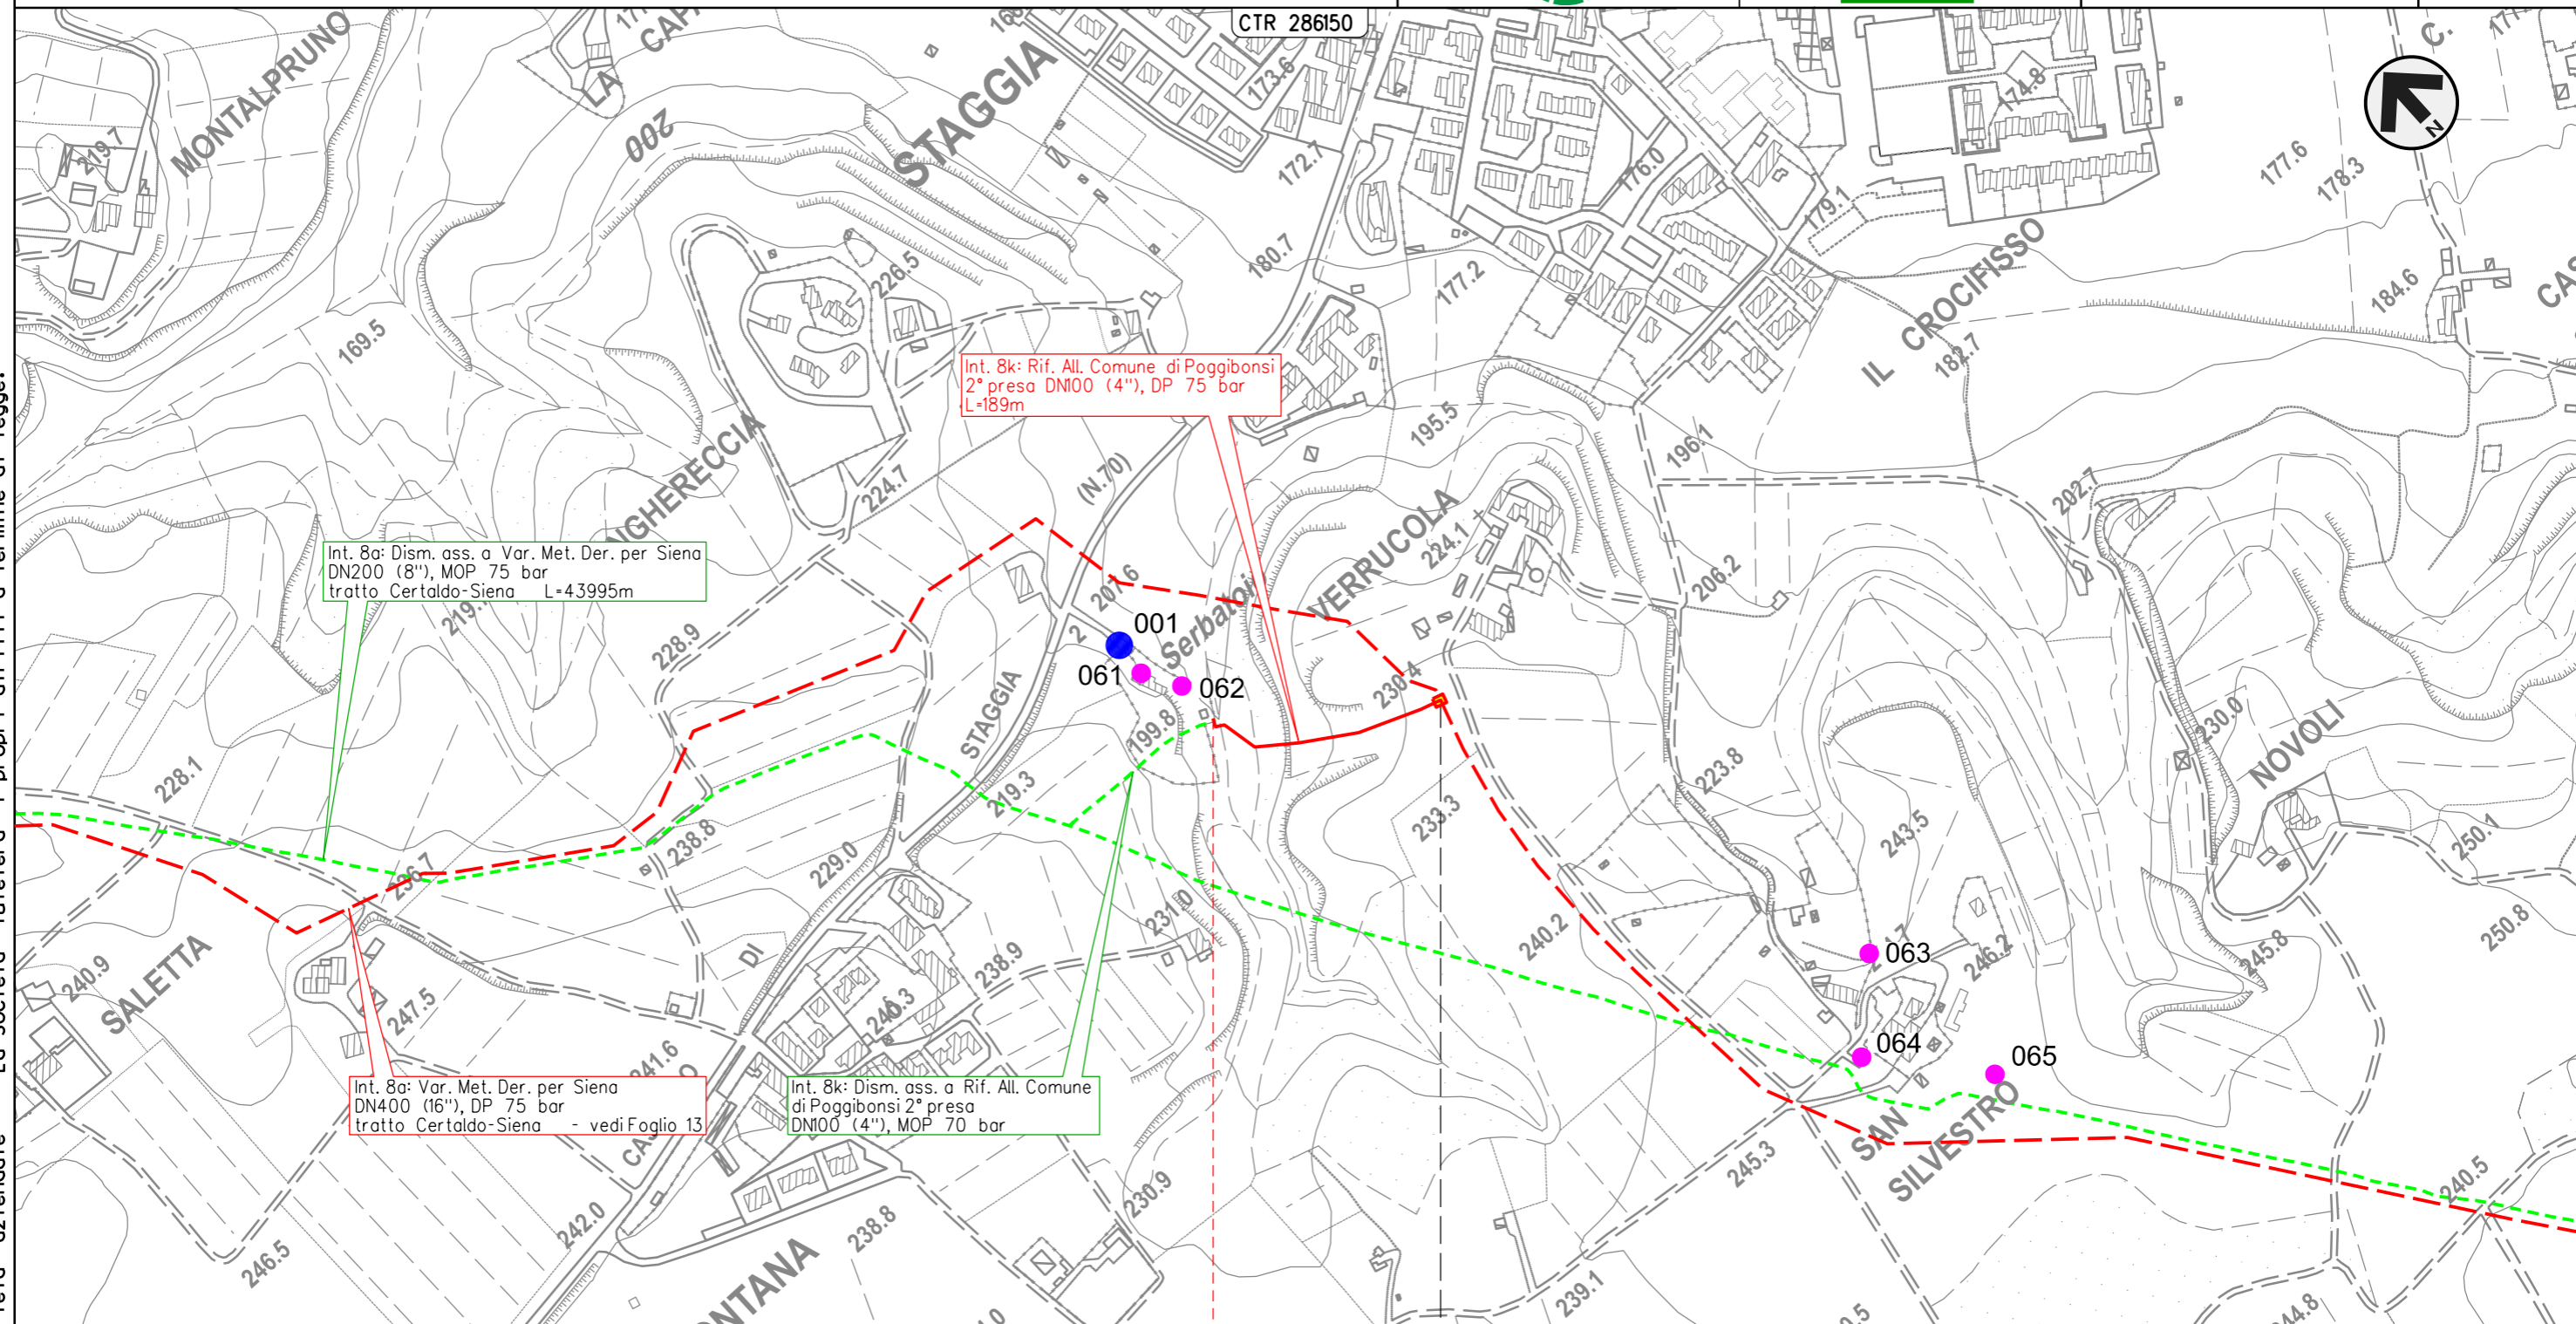 CTR 286150
MONTALPRUNO
LA
200
STAGGIA
173.6
172.7
174.8
176.0
177.6
178.3
179.1
C.
N
219.7
226.5
180.7
177.2
IL CROCIFISSO
182.7
184.6
169.5
Int. 8k: Rif. All. Comune di Poggibonsi
2° presa DN100 (4"), DP 75 bar
L=189m
195.5
196.1
(N.70)
224.7
202.7
VERRUCOLA
224.1
206.2
Int. 8a: Dism. ass. a Var. Met. Der. per Siena
DN200 (8"), MOP 75 bar
tratto Certaldo-Siena L=43995m
228.9
207.6
2
001
Serbatoi
061
062
230.4
STAGGIA
199.8
230.0
NOVOLI
228.1
219.3
223.8
233.3
243.5
250.1
238.8
236.7
229.0
231.0
240.2
063
246.2
245.8
250.8
240.9
SALETTA
247.5
DI
238.9
240.3
064
065
241.6
Int. 8a: Var. Met. Der. per Siena
DN400 (16"), DP 75 bar
tratto Certaldo-Siena - vedi Foglio 13
Int. 8k: Dism. ass. a Rif. All. Comune
di Poggibonsi 2° presa
DN100 (4"), MOP 70 bar
SAN
SILVESTRO
245.3
240.5
230.9
242.0
238.8
246.5
239.1